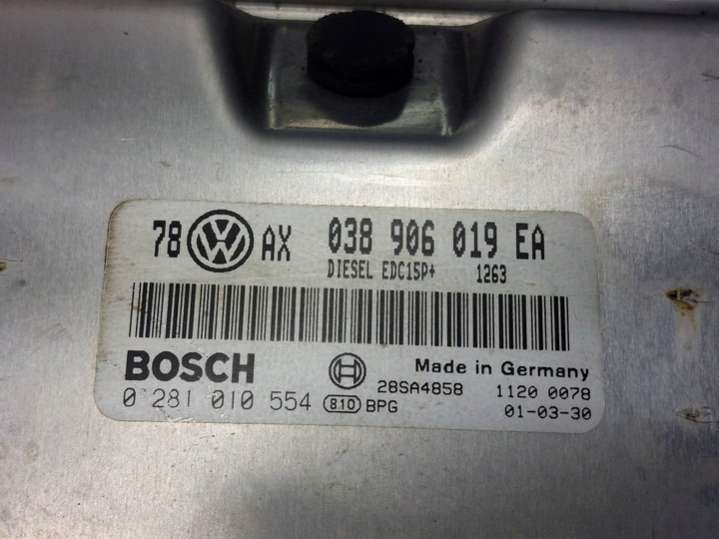 78 VW AX 038 906 019 EA
DIESEL EDC15P+ 1263
BOSCH Made in Germany
28SA4858 1120 0078
0 281 010 554 810 BPG 01-03-30